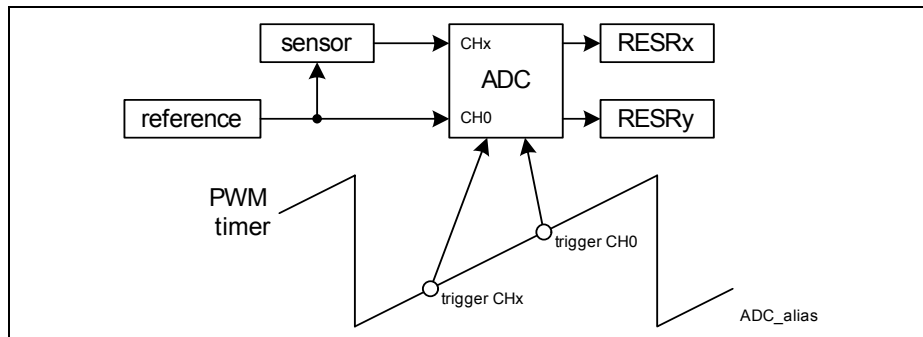 sensor
CHx
RESRx
ADC
reference
CH0
RESRy
PWM
timer
trigger CH0
trigger CHx
ADC_alias